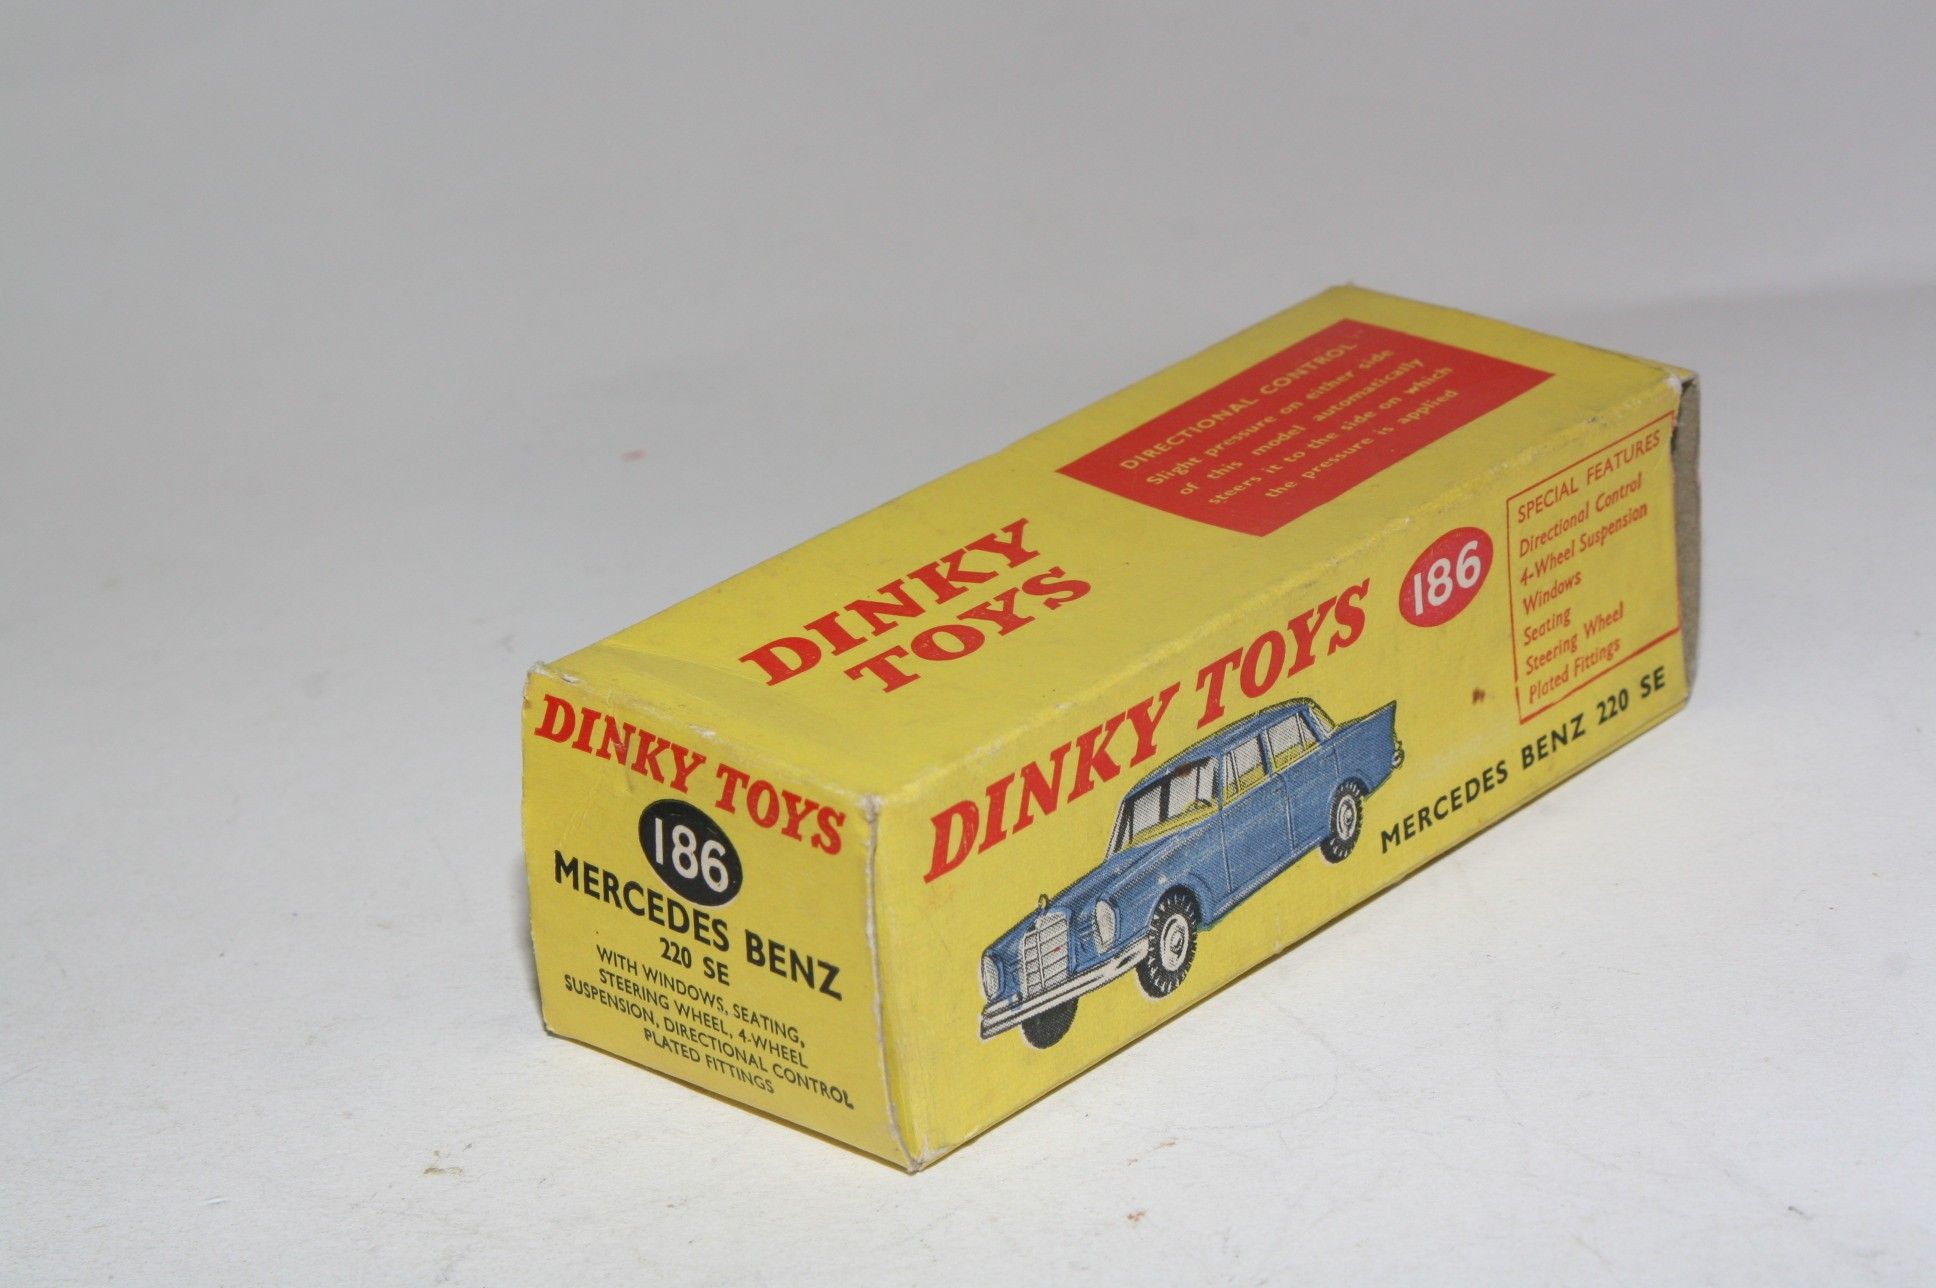 DINKY
TOYS
DIRECTIONAL CONTROL
Slight pressure on either side
of this model automatically
steers it to the side on which
the pressure is applied
DINKY TOYS
186
MERCEDES BENZ
220 SE
WITH WINDOWS, SEATING,
STEERING WHEEL, 4-WHEEL
SUSPENSION, DIRECTIONAL CONTROL
PLATED FITTINGS
DINKY TOYS
186
SPECIAL FEATURES
Directional Control
4-Wheel Suspension
Windows
Seating
Steering Wheel
Plated Fittings
MERCEDES BENZ 220 SE